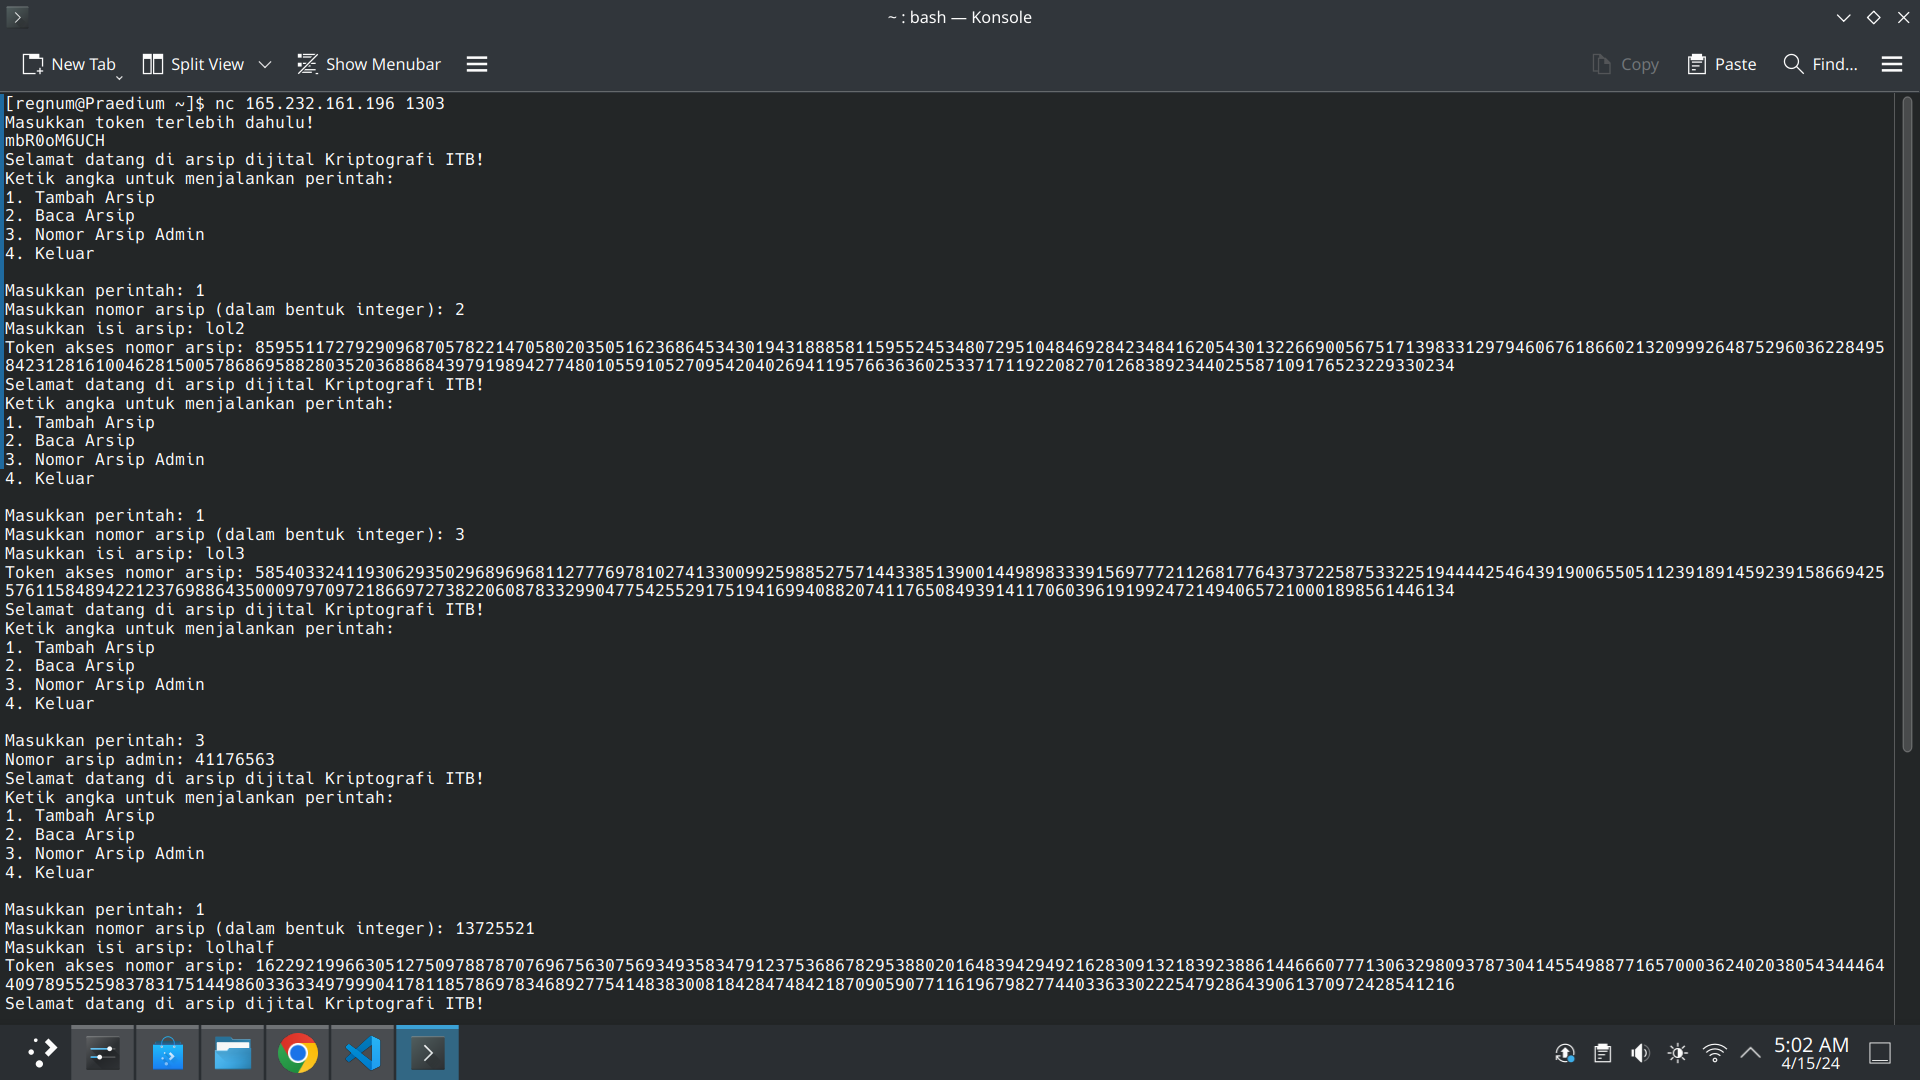 ~ : bash — Konsole
New Tab
Split View
Show Menubar
Copy
Paste
Find...
[regnum@Praedium ~]$ nc 165.232.161.196 1303
Masukkan token terlebih dahulu!
mbR0oM6UCH
Selamat datang di arsip dijital Kriptografi ITB!
Ketik angka untuk menjalankan perintah:
1. Tambah Arsip
2. Baca Arsip
3. Nomor Arsip Admin
4. Keluar
Masukkan perintah: 1
Masukkan nomor arsip (dalam bentuk integer): 2
Masukkan isi arsip: lol2
Token akses nomor arsip: 8595511727929096870578221470580203505162368645343019431888581159552453480729510484692842348416205430132266900567517139833129794606761866021320999264875296036228495
842312816100462815005786869588280352036886843979198942774801055910527095420402694119576636360253371711922082701268389234402558710917652322933​0234
Selamat datang di arsip dijital Kriptografi ITB!
Ketik angka untuk menjalankan perintah:
1. Tambah Arsip
2. Baca Arsip
3. Nomor Arsip Admin
4. Keluar
Masukkan perintah: 1
Masukkan nomor arsip (dalam bentuk integer): 3
Masukkan isi arsip: lol3
Token akses nomor arsip: 5854033241193062935029689696811277769781027413300992598852757144338513900144989833391569777211268177643737225875332251944442546439190065505112391891459239158669425
5761158489422123769886435000979709721866972738220608783329904775425529175194169940882074117650849391411706039619199247214940657210001898561446134
Selamat datang di arsip dijital Kriptografi ITB!
Ketik angka untuk menjalankan perintah:
1. Tambah Arsip
2. Baca Arsip
3. Nomor Arsip Admin
4. Keluar
Masukkan perintah: 3
Nomor arsip admin: 41176563
Selamat datang di arsip dijital Kriptografi ITB!
Ketik angka untuk menjalankan perintah:
1. Tambah Arsip
2. Baca Arsip
3. Nomor Arsip Admin
4. Keluar
Masukkan perintah: 1
Masukkan nomor arsip (dalam bentuk integer): 13725521
Masukkan isi arsip: lolhalf
Token akses nomor arsip: 1622921996630512750978878707696756307569349358347912375368678295388020164839429492162830913218392388614466607771306329809378730414554988771657000362402038054344464
4097895525983783175144986033633497999041781185786978346892775414838300818428474842187090590771161967982774403363302225479286439061370972428541216
Selamat datang di arsip dijital Kriptografi ITB!
5:02 AM
4/15/24